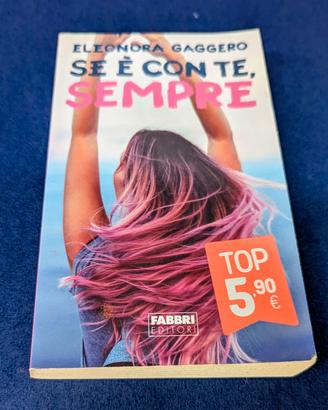 ELEONORA GAGGERO
SE È CON TE,
SEMPRE
TOP
5,90
€
FABBRI
EDITORI